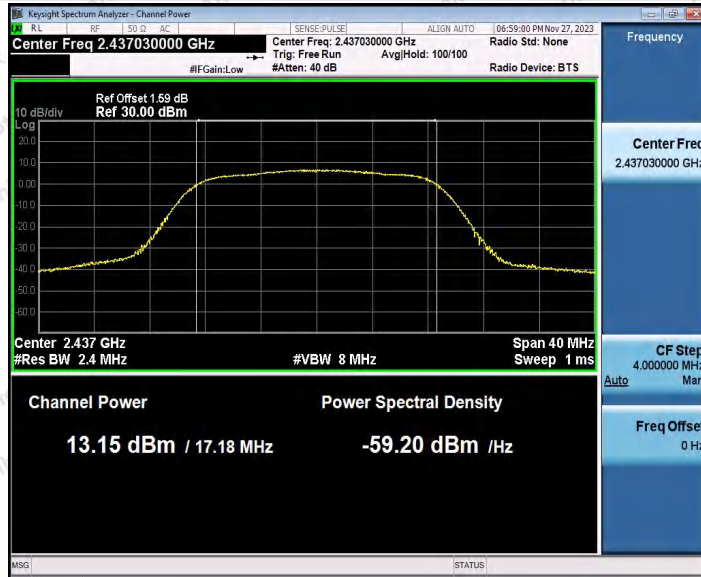 Keysight Spectrum Analyzer - Channel Power
RL RF 50 Ω AC SENSE:PULSE ALIGN AUTO 06:59:00 PM Nov 27, 2023
Center Freq 2.437030000 GHz
Center Freq: 2.437030000 GHz Radio Std: None
Trig: Free Run Avg|Hold: 100/100
#IFGain:Low #Atten: 40 dB Radio Device: BTS
Ref Offset 1.59 dB
10 dB/div Ref 30.00 dBm
Log
20.0
10.0
0.00
-10.0
-20.0
-30.0
-40.0
-50.0
-60.0
Center 2.437 GHz Span 40 MHz
#Res BW 2.4 MHz #VBW 8 MHz Sweep 1 ms
Channel Power Power Spectral Density
13.15 dBm / 17.18 MHz -59.20 dBm /Hz
MSG STATUS
Frequency
Center Freq
2.437030000 GHz
CF Step
4.000000 MHz
Auto Man
Freq Offset
0 Hz